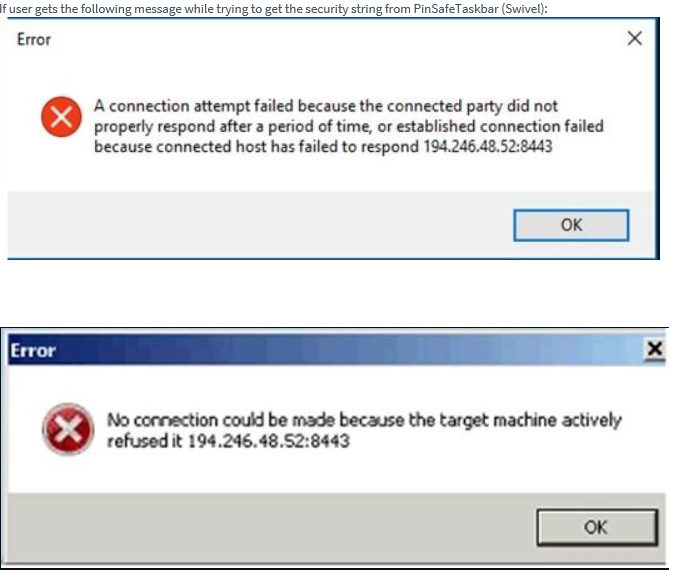 If user gets the following message while trying to get the security string from PinSafeTaskbar (Swivel):
Error
A connection attempt failed because the connected party did not
properly respond after a period of time, or established connection failed
because connected host has failed to respond 194.246.48.52:8443
OK
Error
No connection could be made because the target machine actively
refused it 194.246.48.52:8443
OK